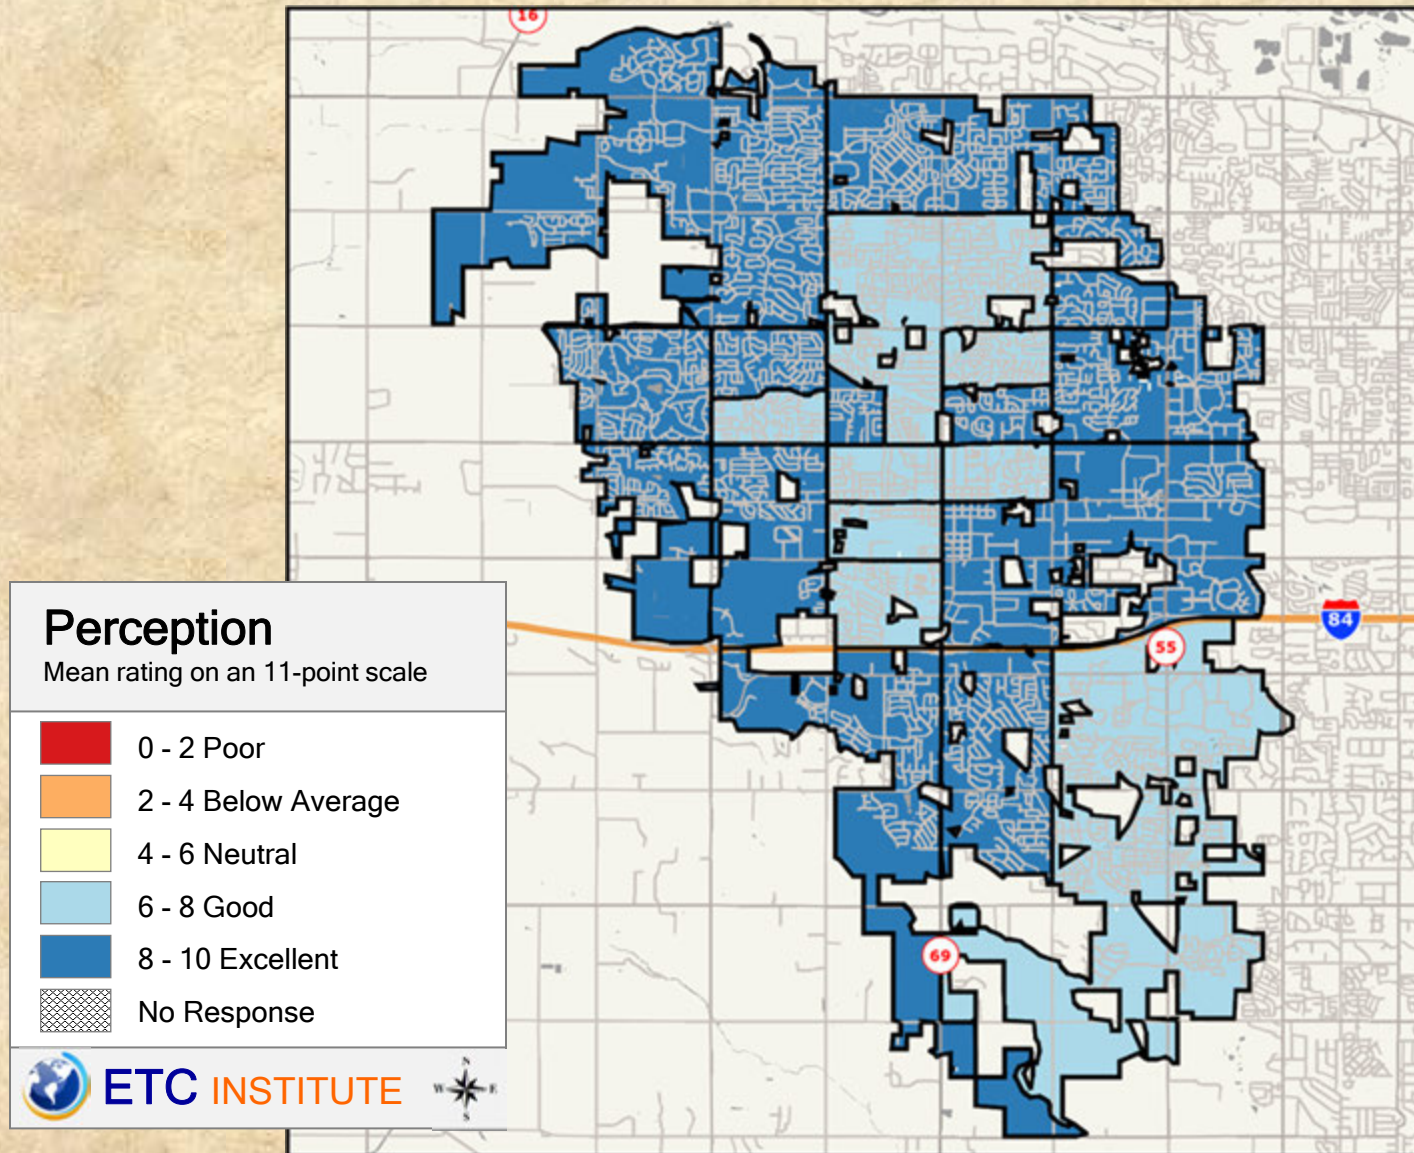 16
84
55
69
Perception
Mean rating on an 11-point scale
0 - 2 Poor
2 - 4 Below Average
4 - 6 Neutral
6 - 8 Good
8 - 10 Excellent
No Response
ETC INSTITUTE
N
W E
S